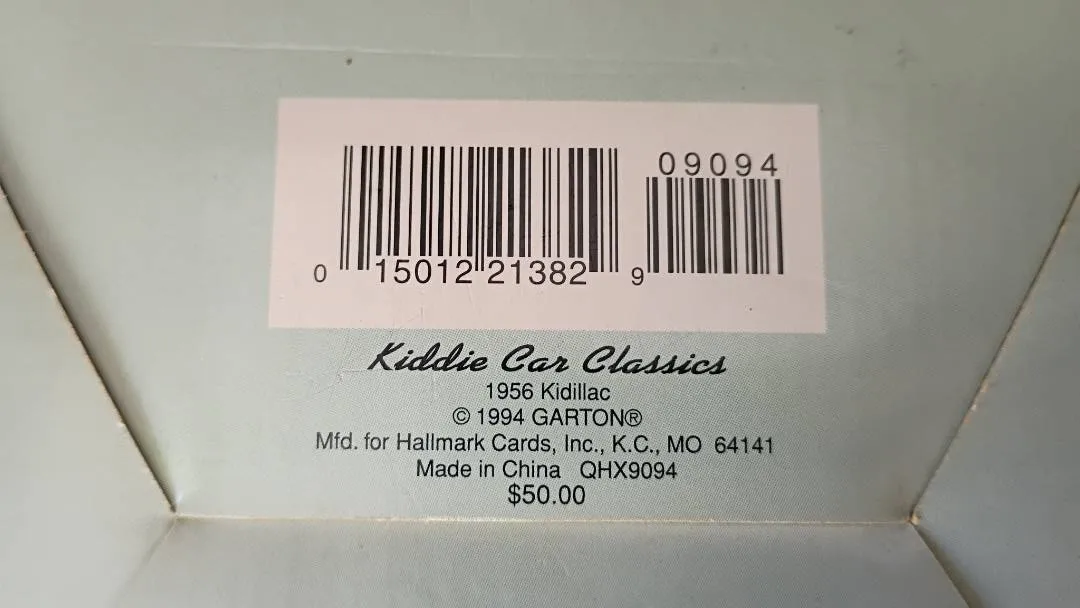 09094
0 15012 21382 9
Kiddie Car Classics
1956 Kidillac
© 1994 GARTON®
Mfd. for Hallmark Cards, Inc., K.C., MO 64141
Made in China QHX9094
$50.00